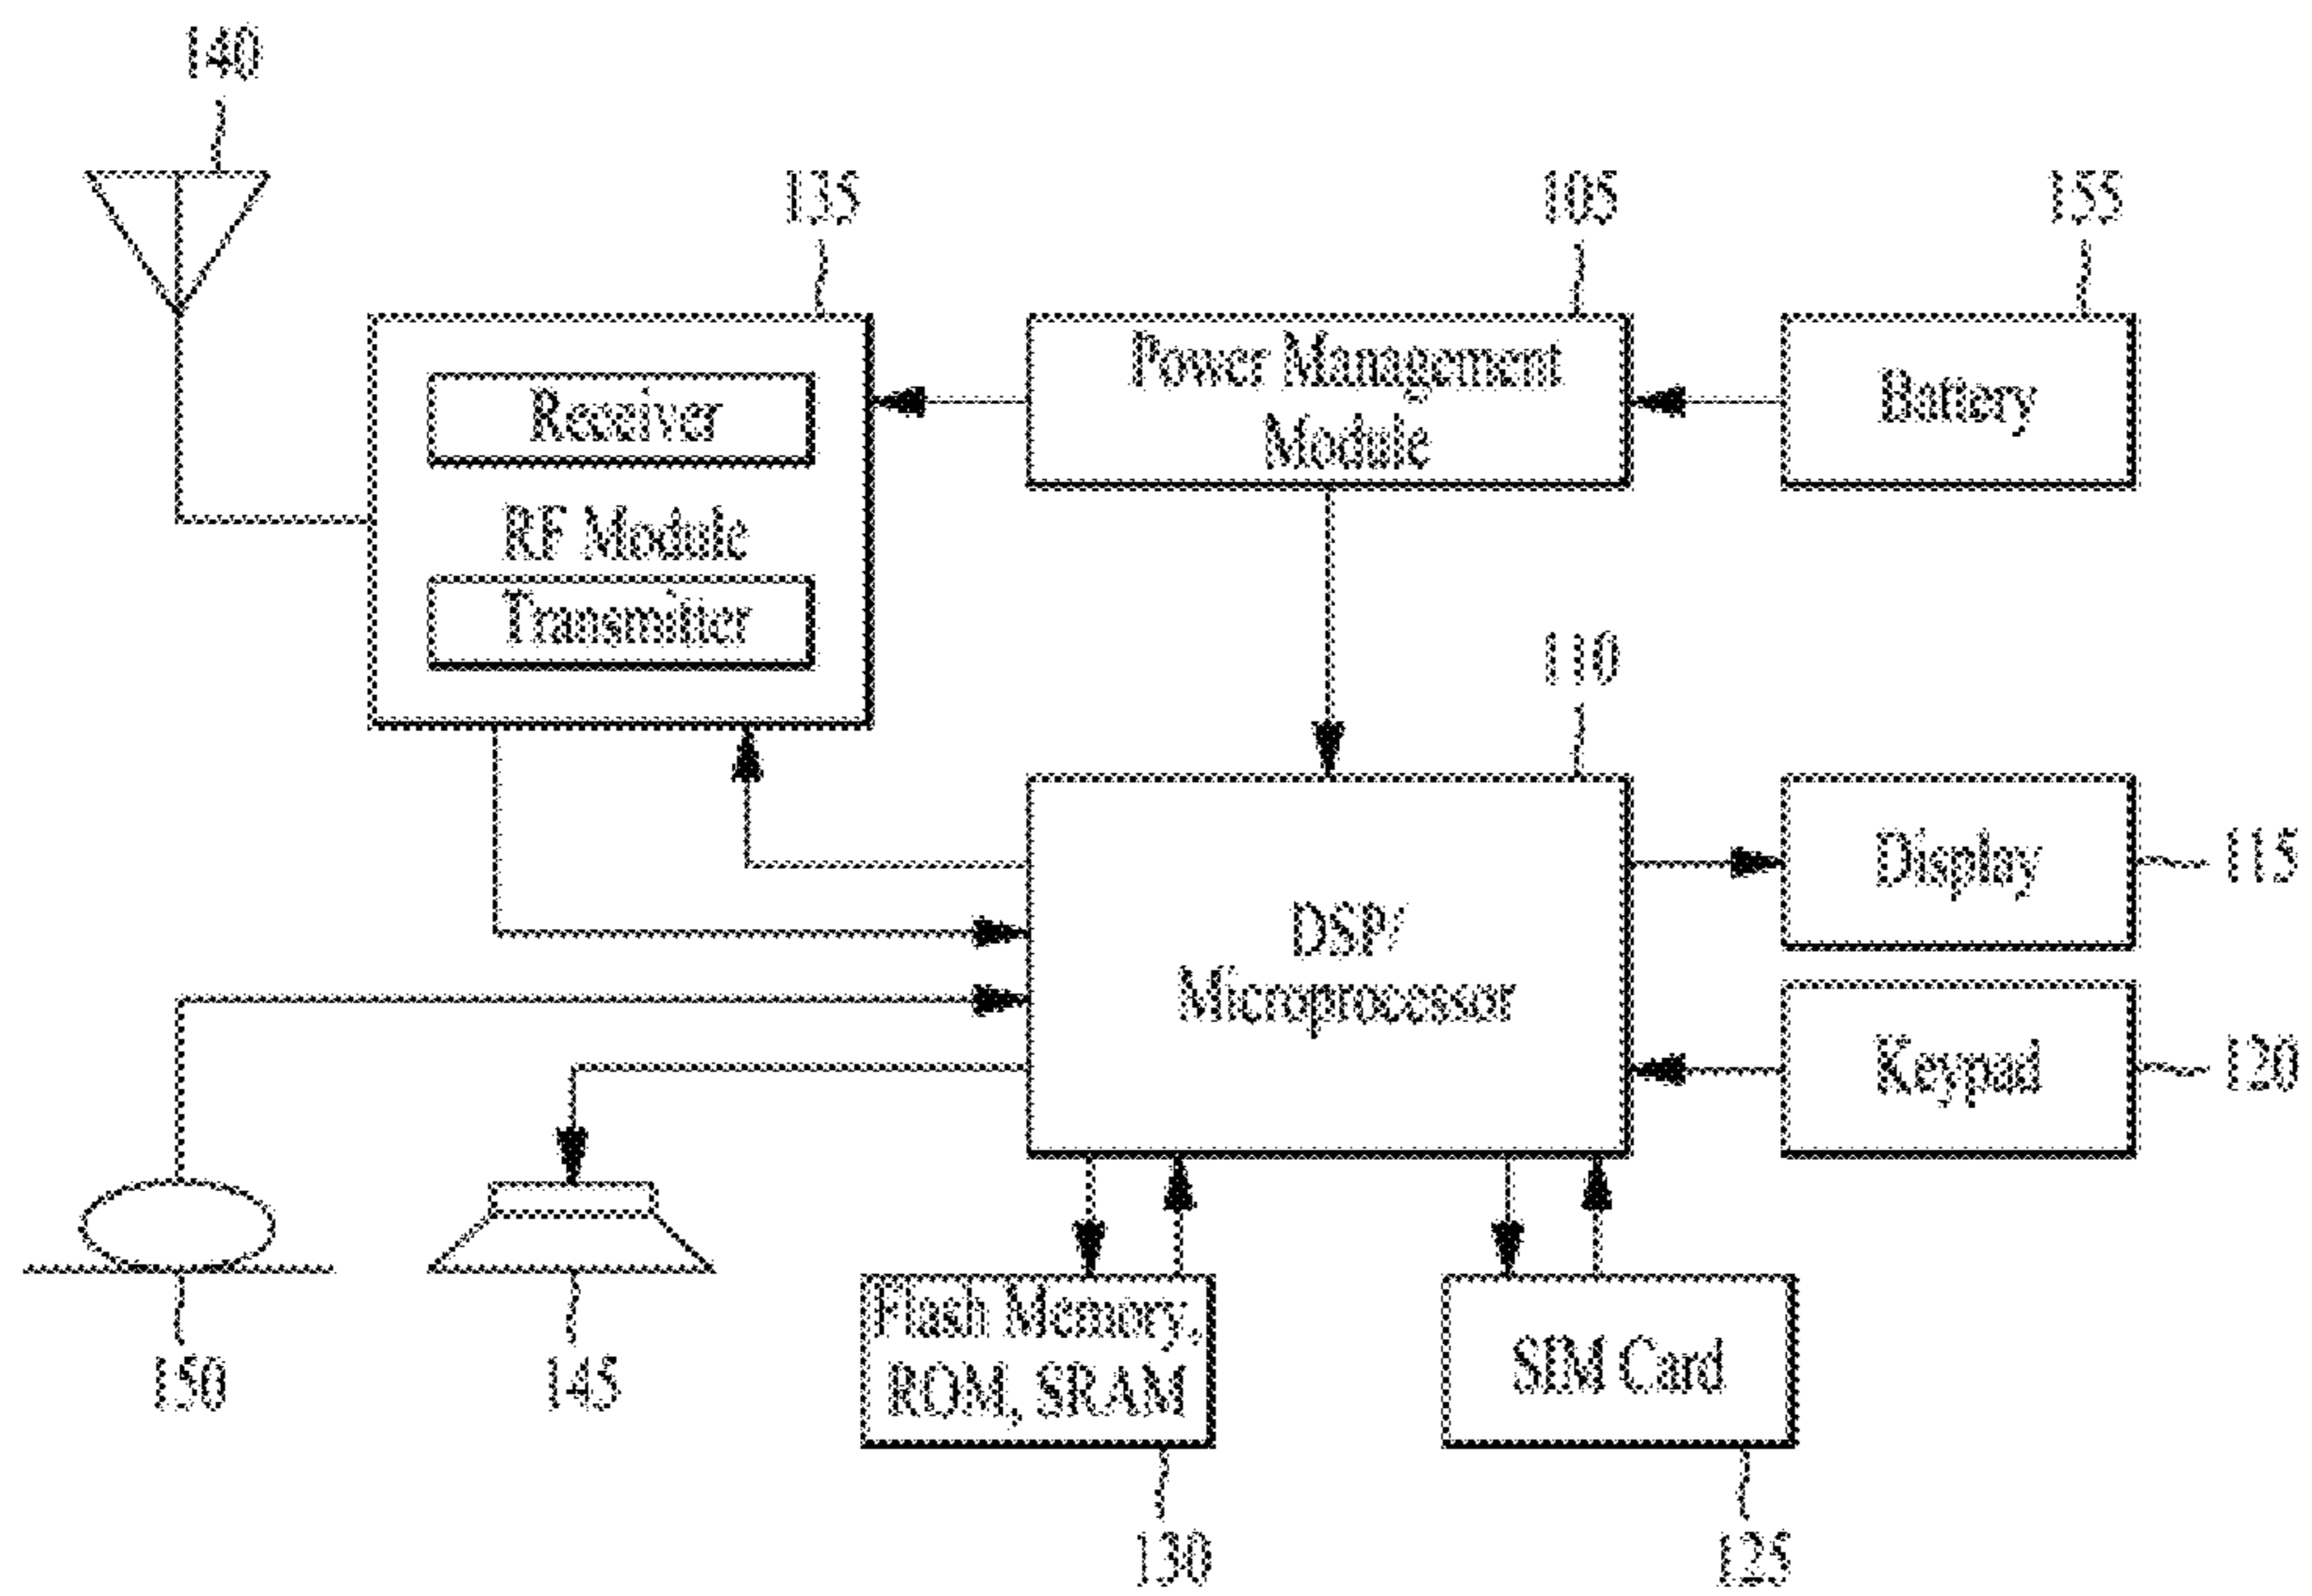 140
135
105
155
Receiver
RF Module
Transmitter
Power Management
Module
Battery
110
DSP/
Microprocessor
Display
115
Keypad
120
150
145
Flash Memory,
ROM, SRAM
SIM Card
130
125